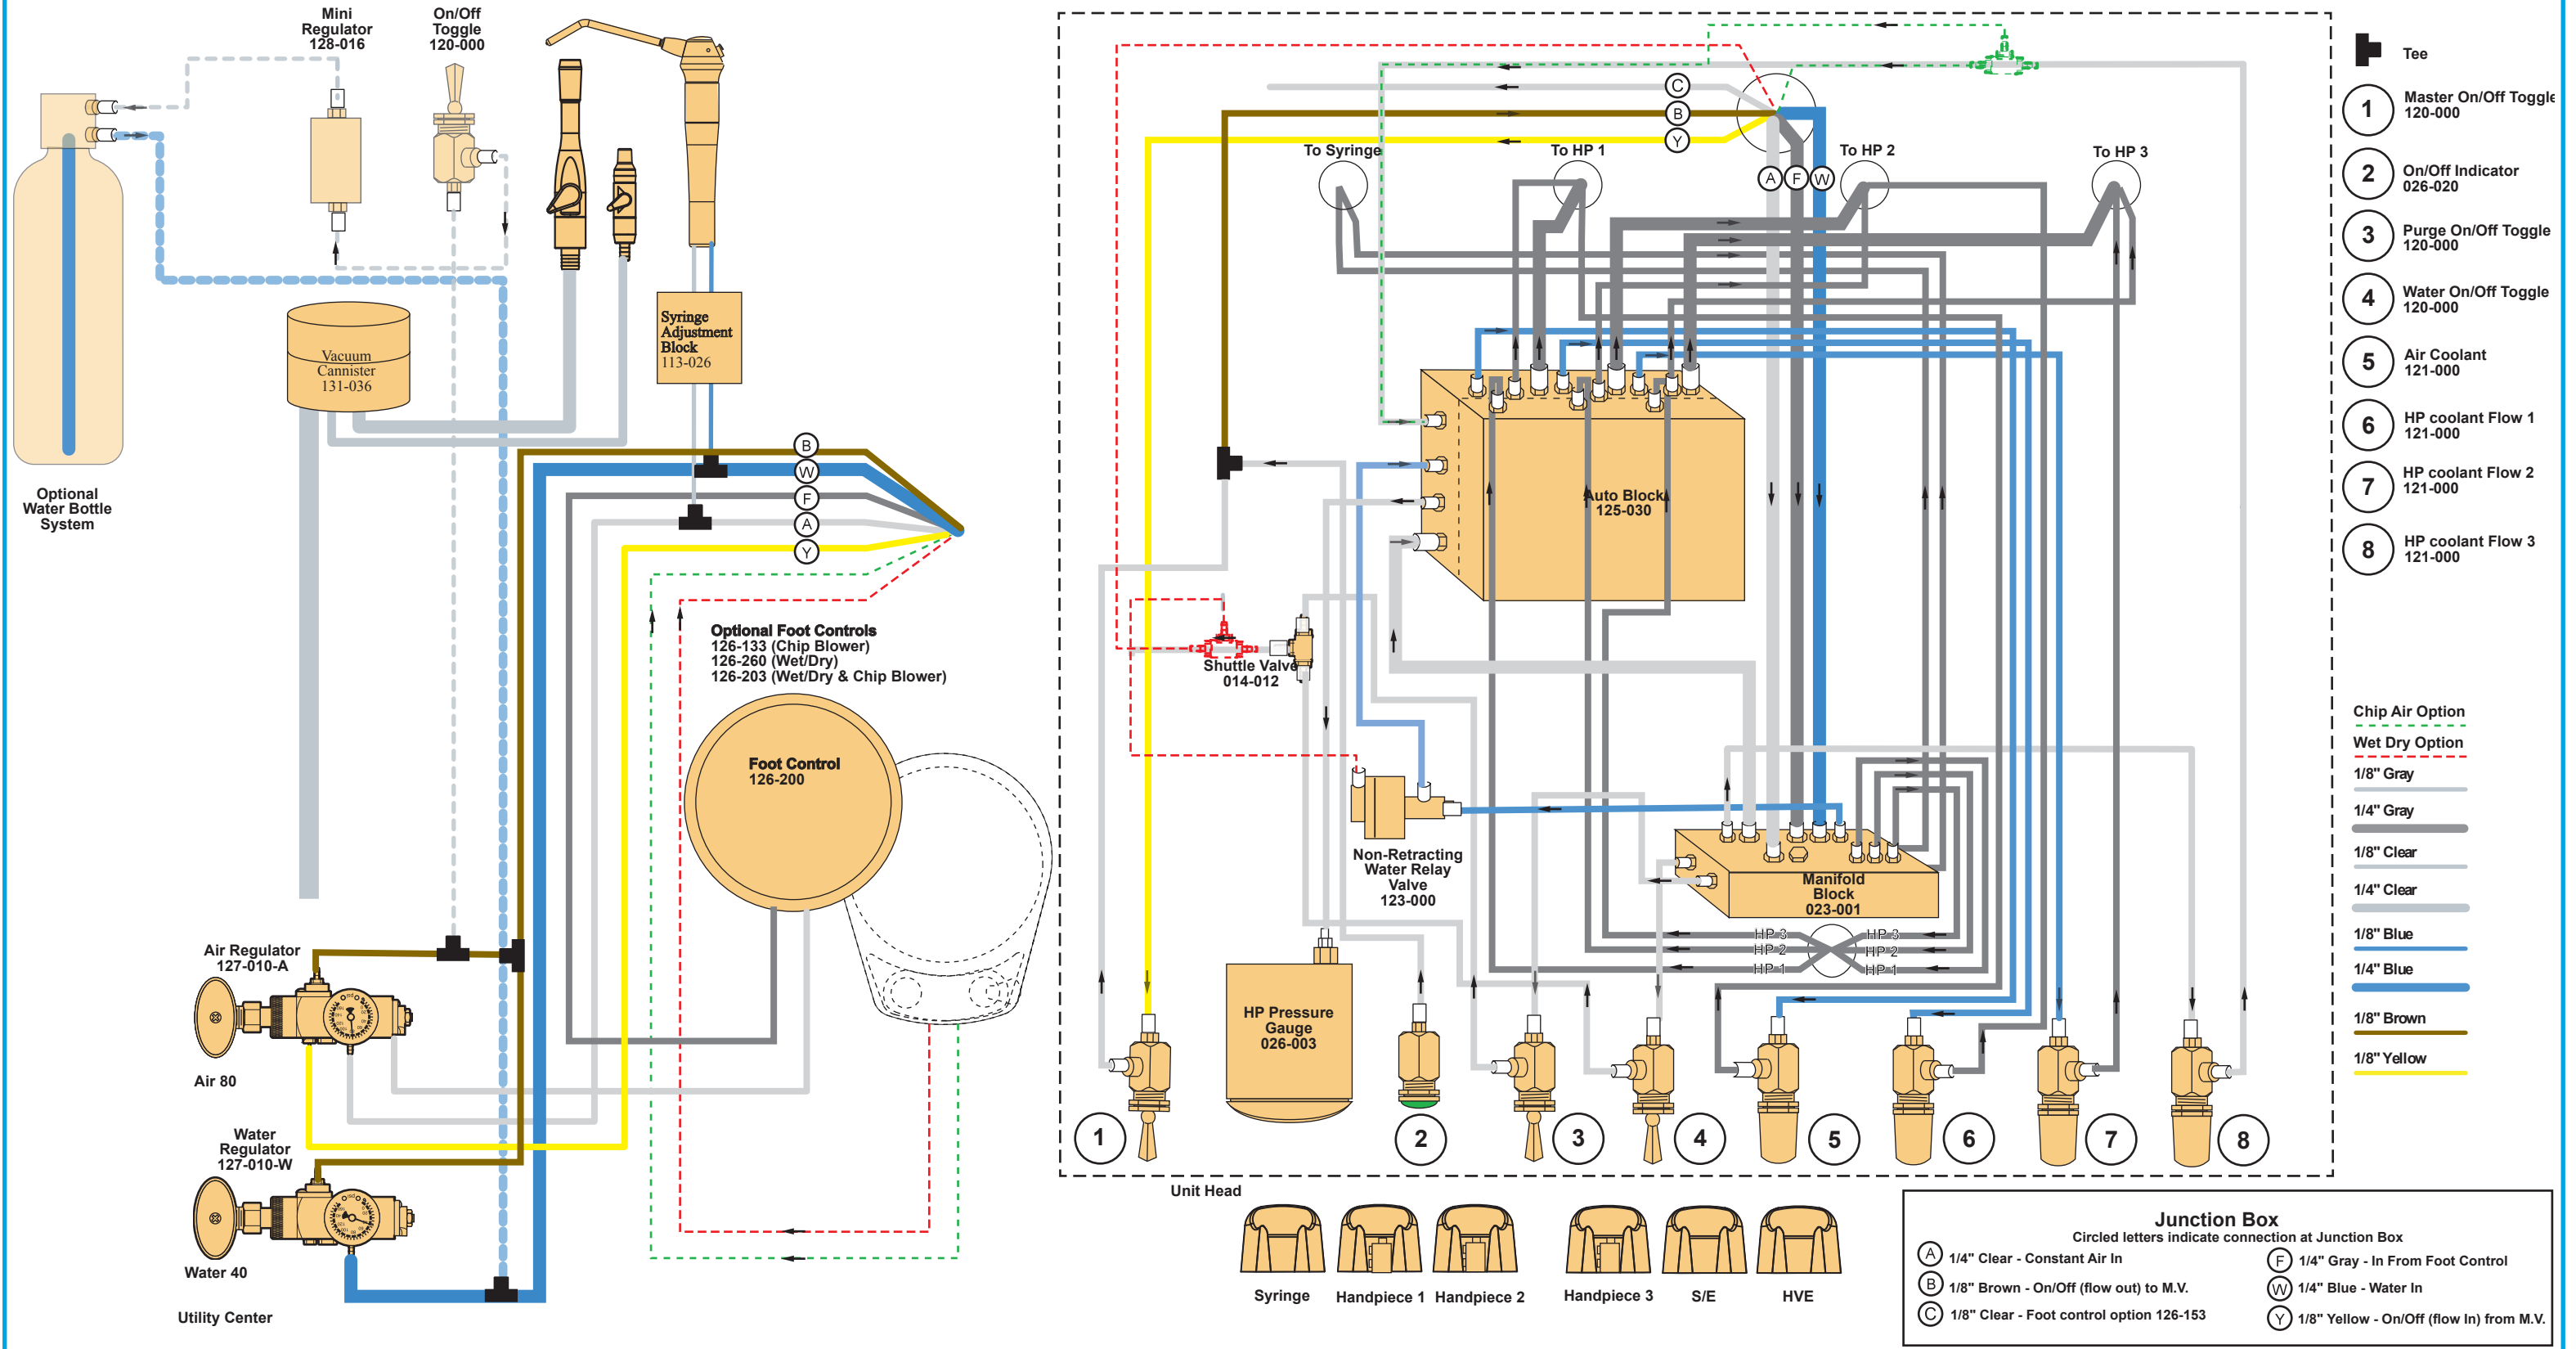 Mini
Regulator
128-016
On/Off
Toggle
120-000
Optional
Water Bottle
System
Vacuum
Cannister
131-036
Syringe
Adjustment
Block
113-026
B
W
F
A
Y
Optional Foot Controls
126-133 (Chip Blower)
126-260 (Wet/Dry)
126-203 (Wet/Dry & Chip Blower)
Foot Control
126-200
Air Regulator
127-010-A
Air 80
Water
Regulator
127-010-W
Water 40
Utility Center
C
B
Y
A
F
W
To Syringe
To HP 1
To HP 2
To HP 3
Auto Block
125-030
Shuttle Valve
014-012
Non-Retracting
Water Relay
Valve
123-000
Manifold
Block
023-001
HP 3
HP 2
HP 1
HP 3
HP 2
HP 1
HP Pressure
Gauge
026-003
1
2
3
4
5
6
7
8
Unit Head
Syringe
Handpiece 1
Handpiece 2
Handpiece 3
S/E
HVE
Tee
1
Master On/Off Toggle
120-000
2
On/Off Indicator
026-020
3
Purge On/Off Toggle
120-000
4
Water On/Off Toggle
120-000
5
Air Coolant
121-000
6
HP coolant Flow 1
121-000
7
HP coolant Flow 2
121-000
8
HP coolant Flow 3
121-000
Chip Air Option
Wet Dry Option
1/8" Gray
1/4" Gray
1/8" Clear
1/4" Clear
1/8" Blue
1/4" Blue
1/8" Brown
1/8" Yellow
Junction Box
Circled letters indicate connection at Junction Box
A 1/4" Clear - Constant Air In
B 1/8" Brown - On/Off (flow out) to M.V.
C 1/8" Clear - Foot control option 126-153
F 1/4" Gray - In From Foot Control
W 1/4" Blue - Water In
Y 1/8" Yellow - On/Off (flow In) from M.V.